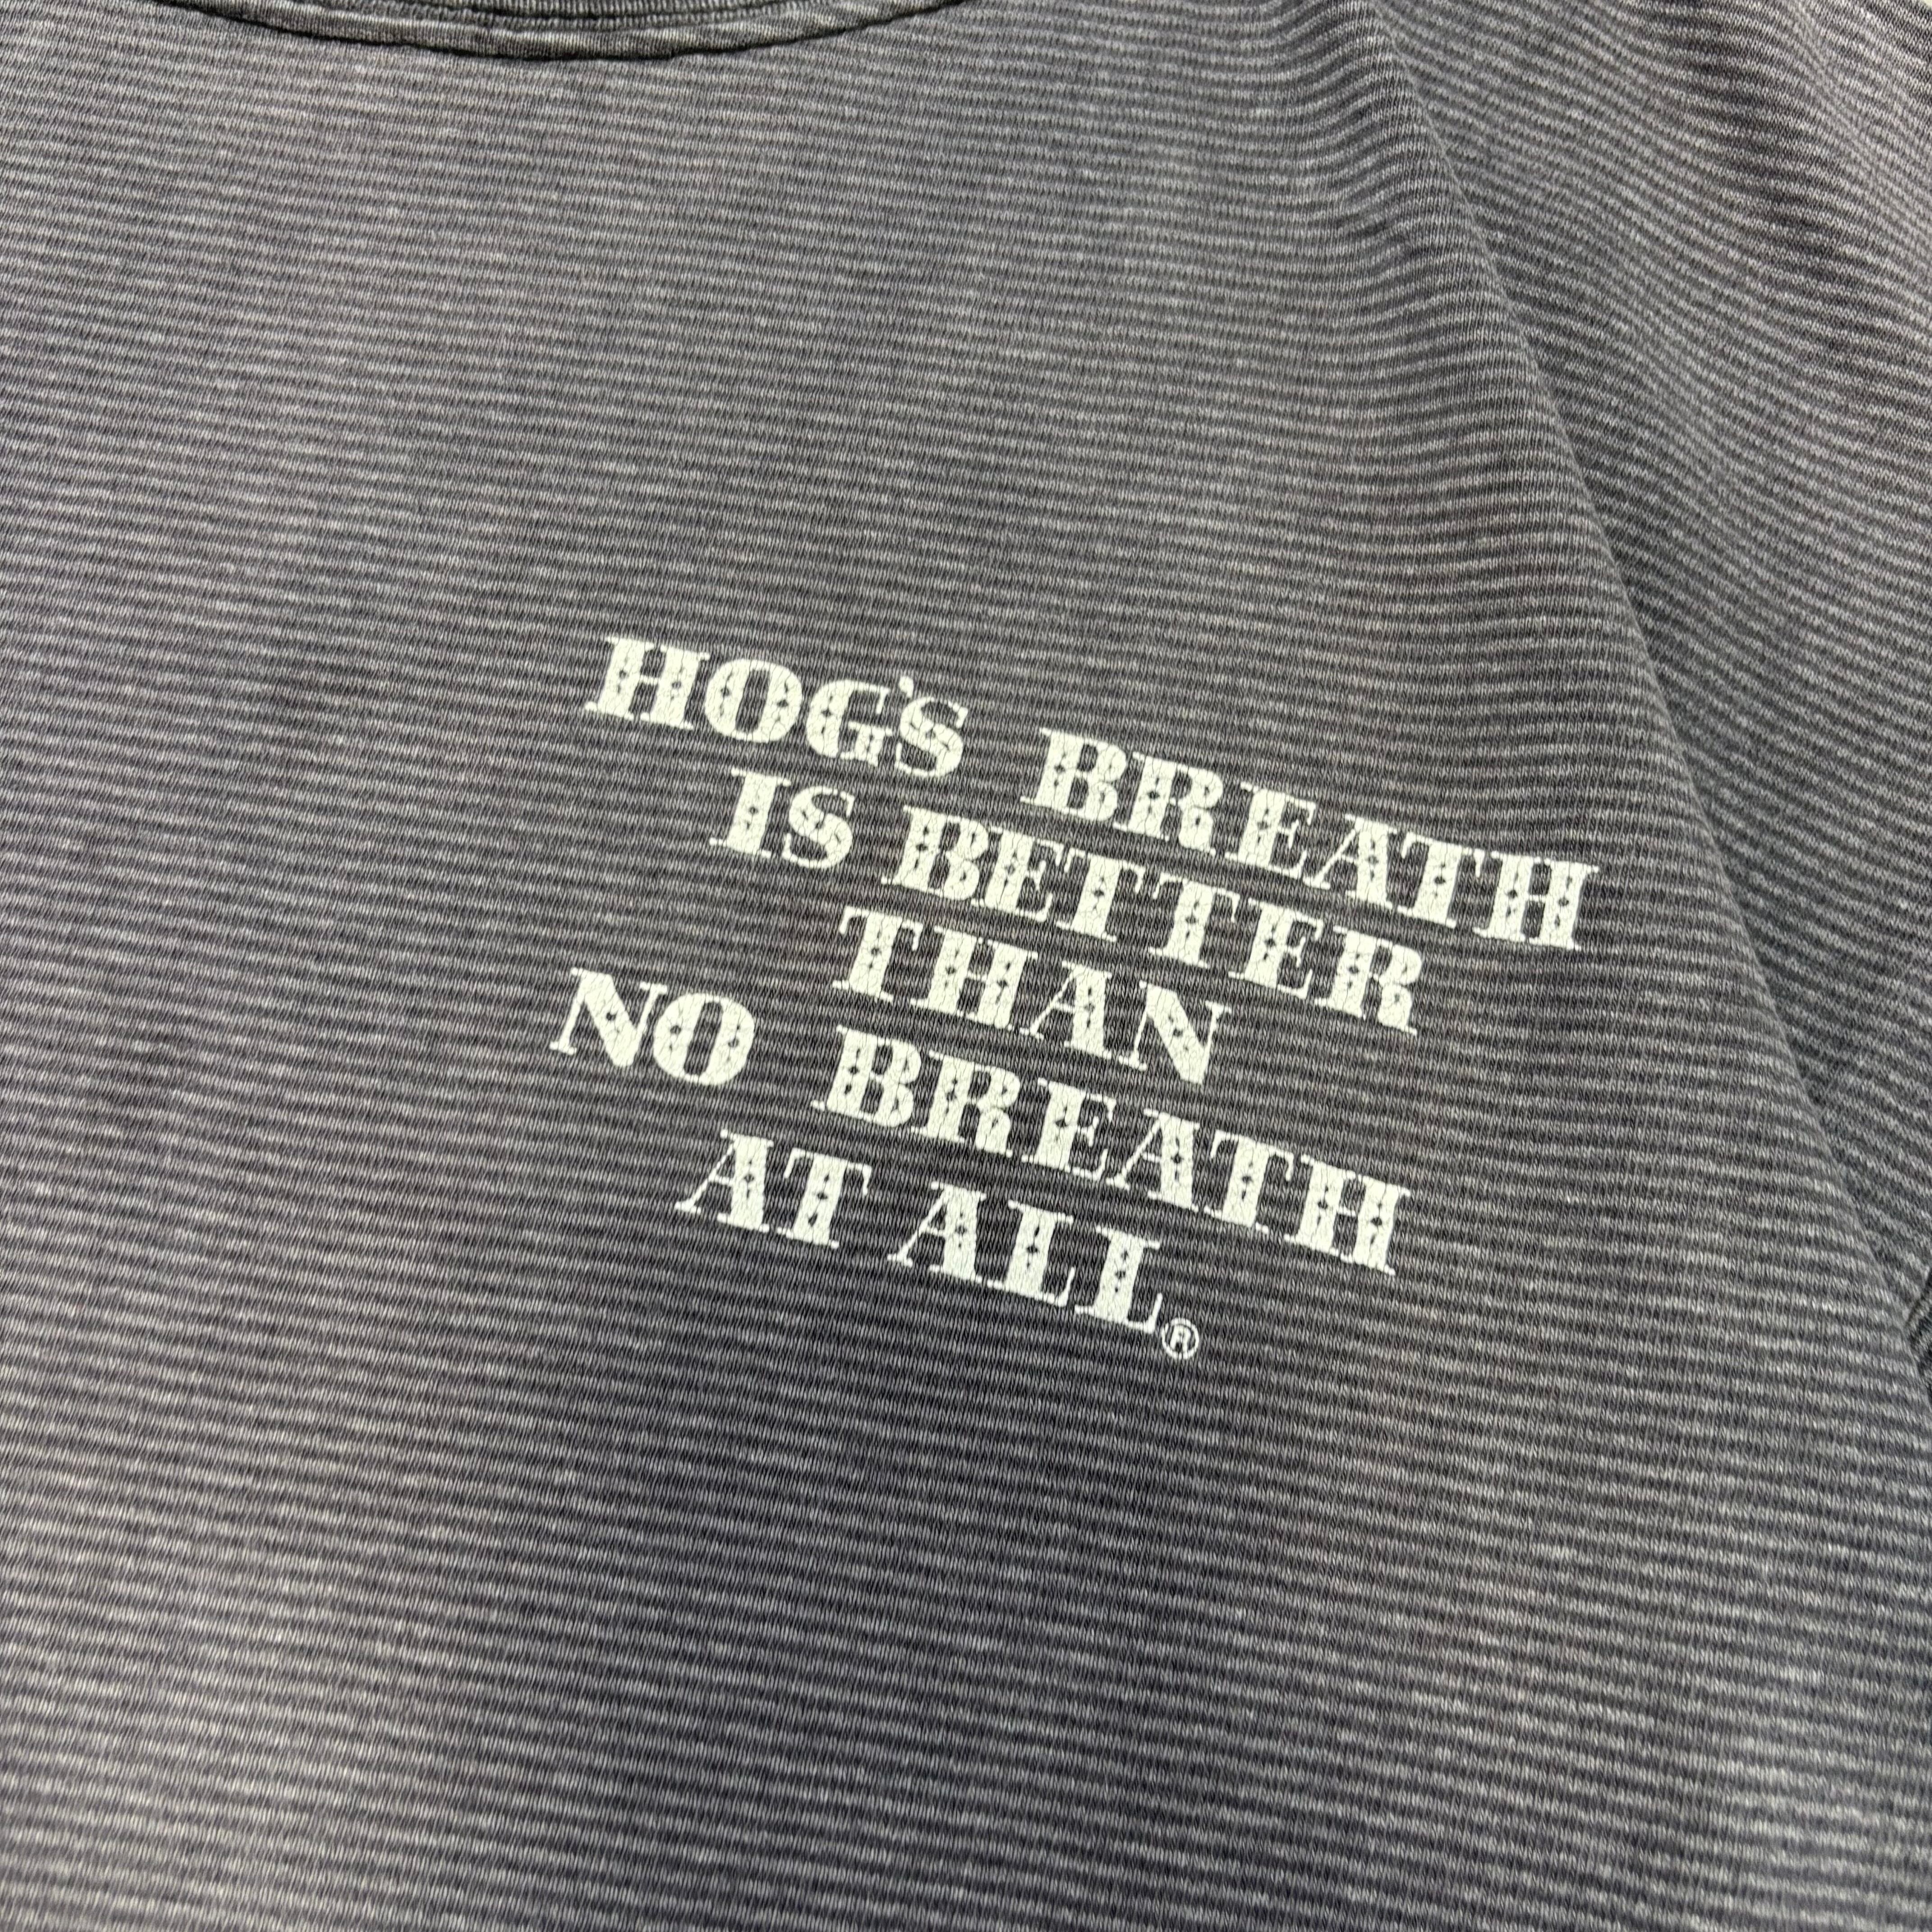 HOG'S BREATH
IS BETTER
THAN
NO BREATH
AT ALL®